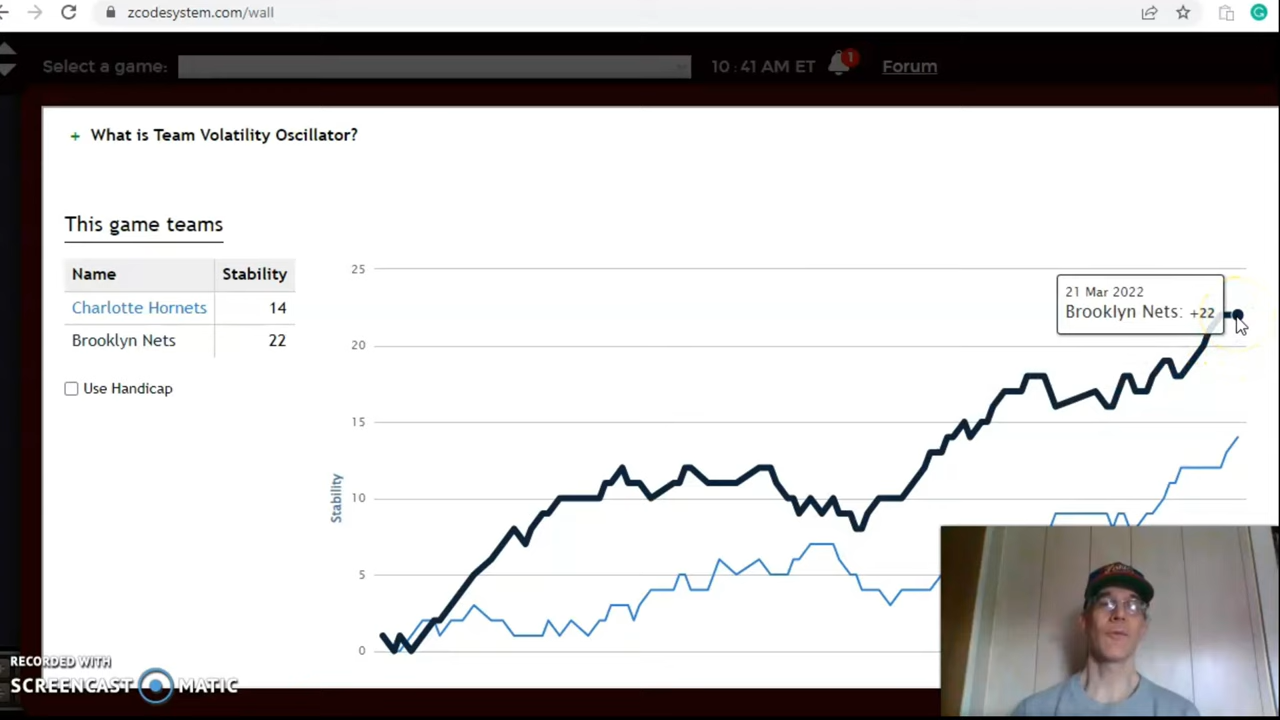 zcodesystem.com/wall
Select a game:
10:41 AM ET
1
Forum
+ What is Team Volatility Oscillator?
This game teams
Name Stability
Charlotte Hornets 14
Brooklyn Nets 22
Use Handicap
25
20
15
10
5
0
Stability
21 Mar 2022
Brooklyn Nets: +22
RECORDED WITH
SCREENCAST MATIC